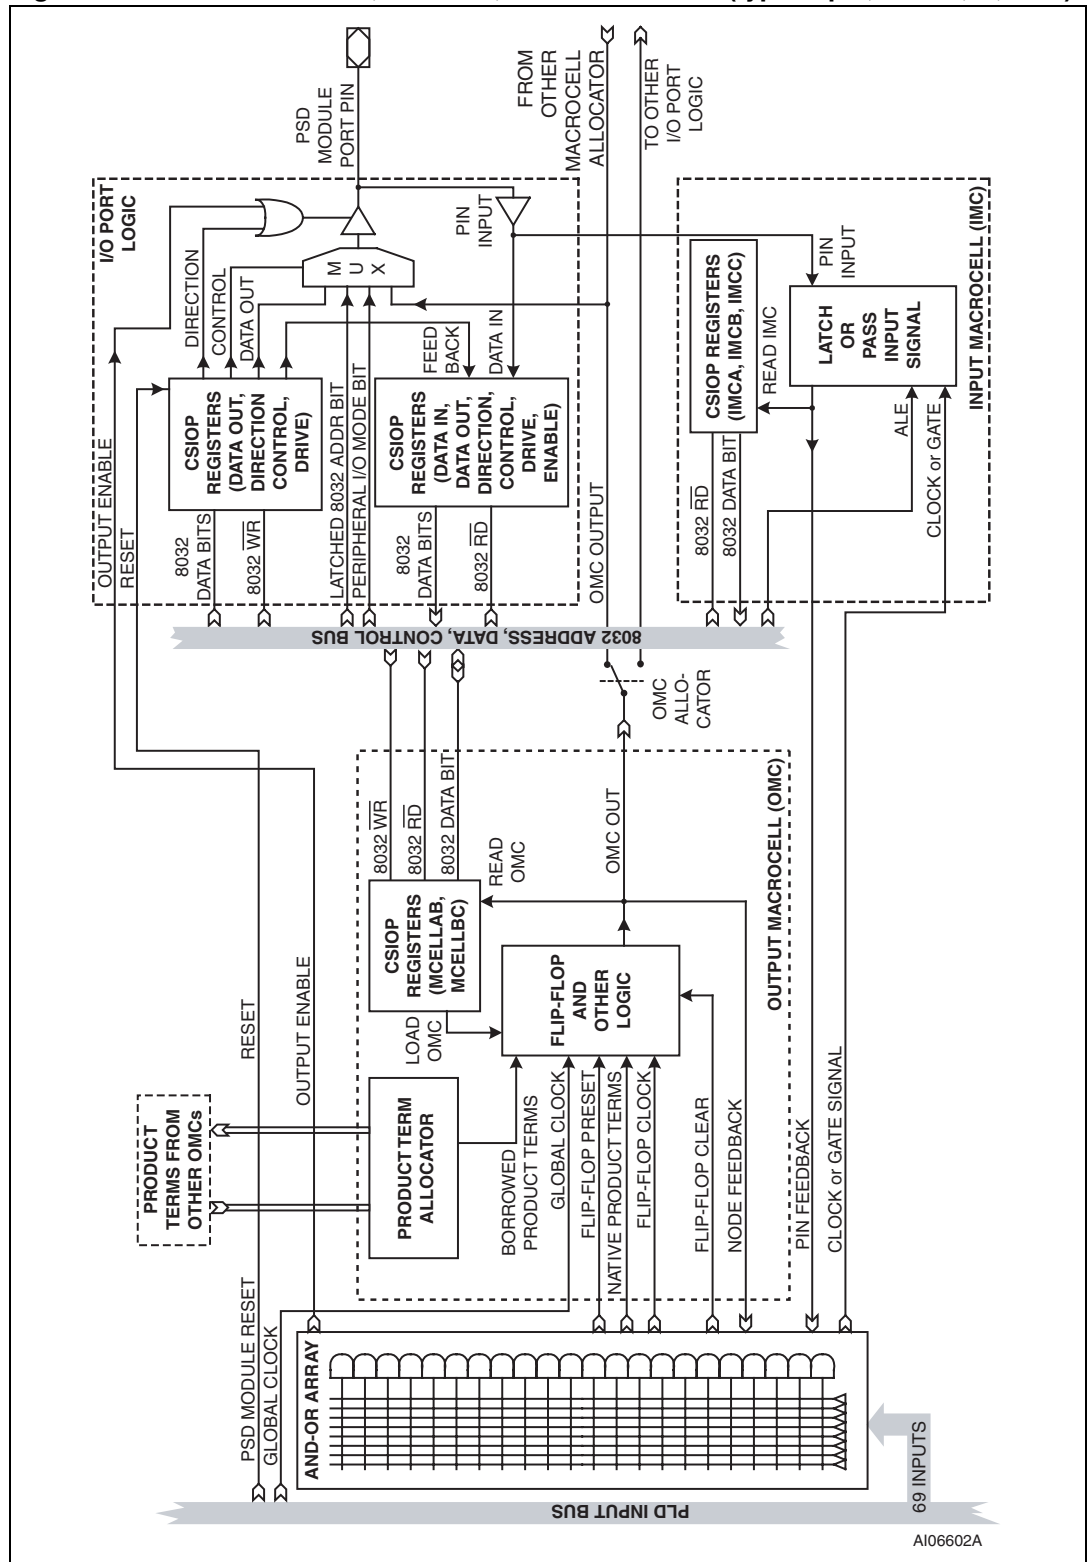 PSD
MODULE
PORT PIN
FROM
OTHER
MACROCELL
ALLOCATOR
TO OTHER
I/O PORT
LOGIC
I/O PORT
LOGIC
OUTPUT ENABLE
RESET
DIRECTION
CONTROL
DATA OUT
M
U
X
PIN
INPUT
FEED
BACK
DATA IN
CSIOP
REGISTERS
(DATA OUT,
DIRECTION
CONTROL,
DRIVE)
CSIOP
REGISTERS
(DATA IN,
DATA OUT,
DIRECTION,
CONTROL,
DRIVE,
ENABLE)
8032
DATA BITS
8032 WR
LATCHED 8032 ADDR BIT
PERIPHERAL I/O MODE BIT
8032
DATA BITS
8032 RD
OMC OUTPUT
INPUT MACROCELL (IMC)
CSIOP REGISTERS
(IMCA, IMCB, IMCC)
READ IMC
PIN
INPUT
LATCH
OR
PASS
INPUT
SIGNAL
ALE
CLOCK or GATE
8032 RD
8032 DATA BIT
8032 ADDRESS, DATA, CONTROL BUS
OMC
ALLO-
CATOR
OUTPUT MACROCELL (OMC)
8032 WR
8032 RD
8032 DATA BIT
CSIOP
REGISTERS
(MCELLAB,
MCELLBC)
READ
OMC
OMC OUT
LOAD
OMC
FLIP-FLOP
AND
OTHER
LOGIC
PRODUCT TERM
ALLOCATOR
BORROWED
PRODUCT TERMS
GLOBAL CLOCK
FLIP-FLOP PRESET
NATIVE PRODUCT TERMS
FLIP-FLOP CLOCK
FLIP-FLOP CLEAR
NODE FEEDBACK
PIN FEEDBACK
CLOCK or GATE SIGNAL
RESET
OUTPUT ENABLE
PRODUCT
TERMS FROM
OTHER OMCs
PSD MODULE RESET
GLOBAL CLOCK
AND-OR ARRAY
PLD INPUT BUS
69 INPUTS
AI06602A